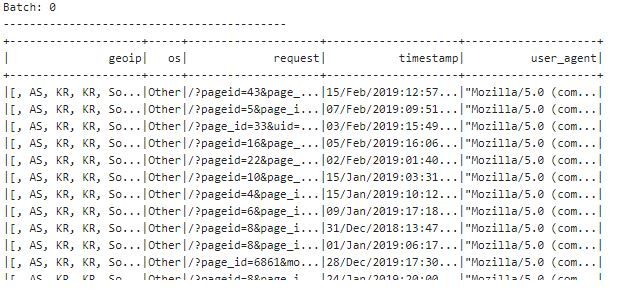 Batch: 0
-------------------------------------------
+--------------------+-----+--------------------+--------------------+--------------------+
|               geoip|   os|             request|           timestamp|          user_agent|
+--------------------+-----+--------------------+--------------------+--------------------+
|[, AS, KR, KR, So...|Other|/?pageid=43&page_...|15/Feb/2019:12:57...|"Mozilla/5.0 (com...|
|[, AS, KR, KR, So...|Other|/?pageid=5&page_i...|07/Feb/2019:09:51...|"Mozilla/5.0 (com...|
|[, AS, KR, KR, So...|Other|/?page_id=33&uid=...|03/Feb/2019:15:49...|"Mozilla/5.0 (com...|
|[, AS, KR, KR, So...|Other|/?pageid=16&page_...|05/Feb/2019:16:06...|"Mozilla/5.0 (com...|
|[, AS, KR, KR, So...|Other|/?pageid=22&page_...|02/Feb/2019:01:40...|"Mozilla/5.0 (com...|
|[, AS, KR, KR, So...|Other|/?pageid=10&page_...|15/Jan/2019:03:31...|"Mozilla/5.0 (com...|
|[, AS, KR, KR, So...|Other|/?pageid=4&page_i...|15/Jan/2019:10:12...|"Mozilla/5.0 (com...|
|[, AS, KR, KR, So...|Other|/?pageid=6&page_i...|09/Jan/2019:17:18...|"Mozilla/5.0 (com...|
|[, AS, KR, KR, So...|Other|/?pageid=8&page_i...|31/Dec/2018:13:47...|"Mozilla/5.0 (com...|
|[, AS, KR, KR, So...|Other|/?pageid=8&page_i...|01/Jan/2019:06:17...|"Mozilla/5.0 (com...|
|[, AS, KR, KR, So...|Other|/?page_id=6861&mo...|28/Dec/2018:17:30...|"Mozilla/5.0 (com...|
|[, AS, KR, KR, So...|Other|/?pageid=8&page_i...|24/Jan/2019:20:00...|"Mozilla/5.0 (com...|